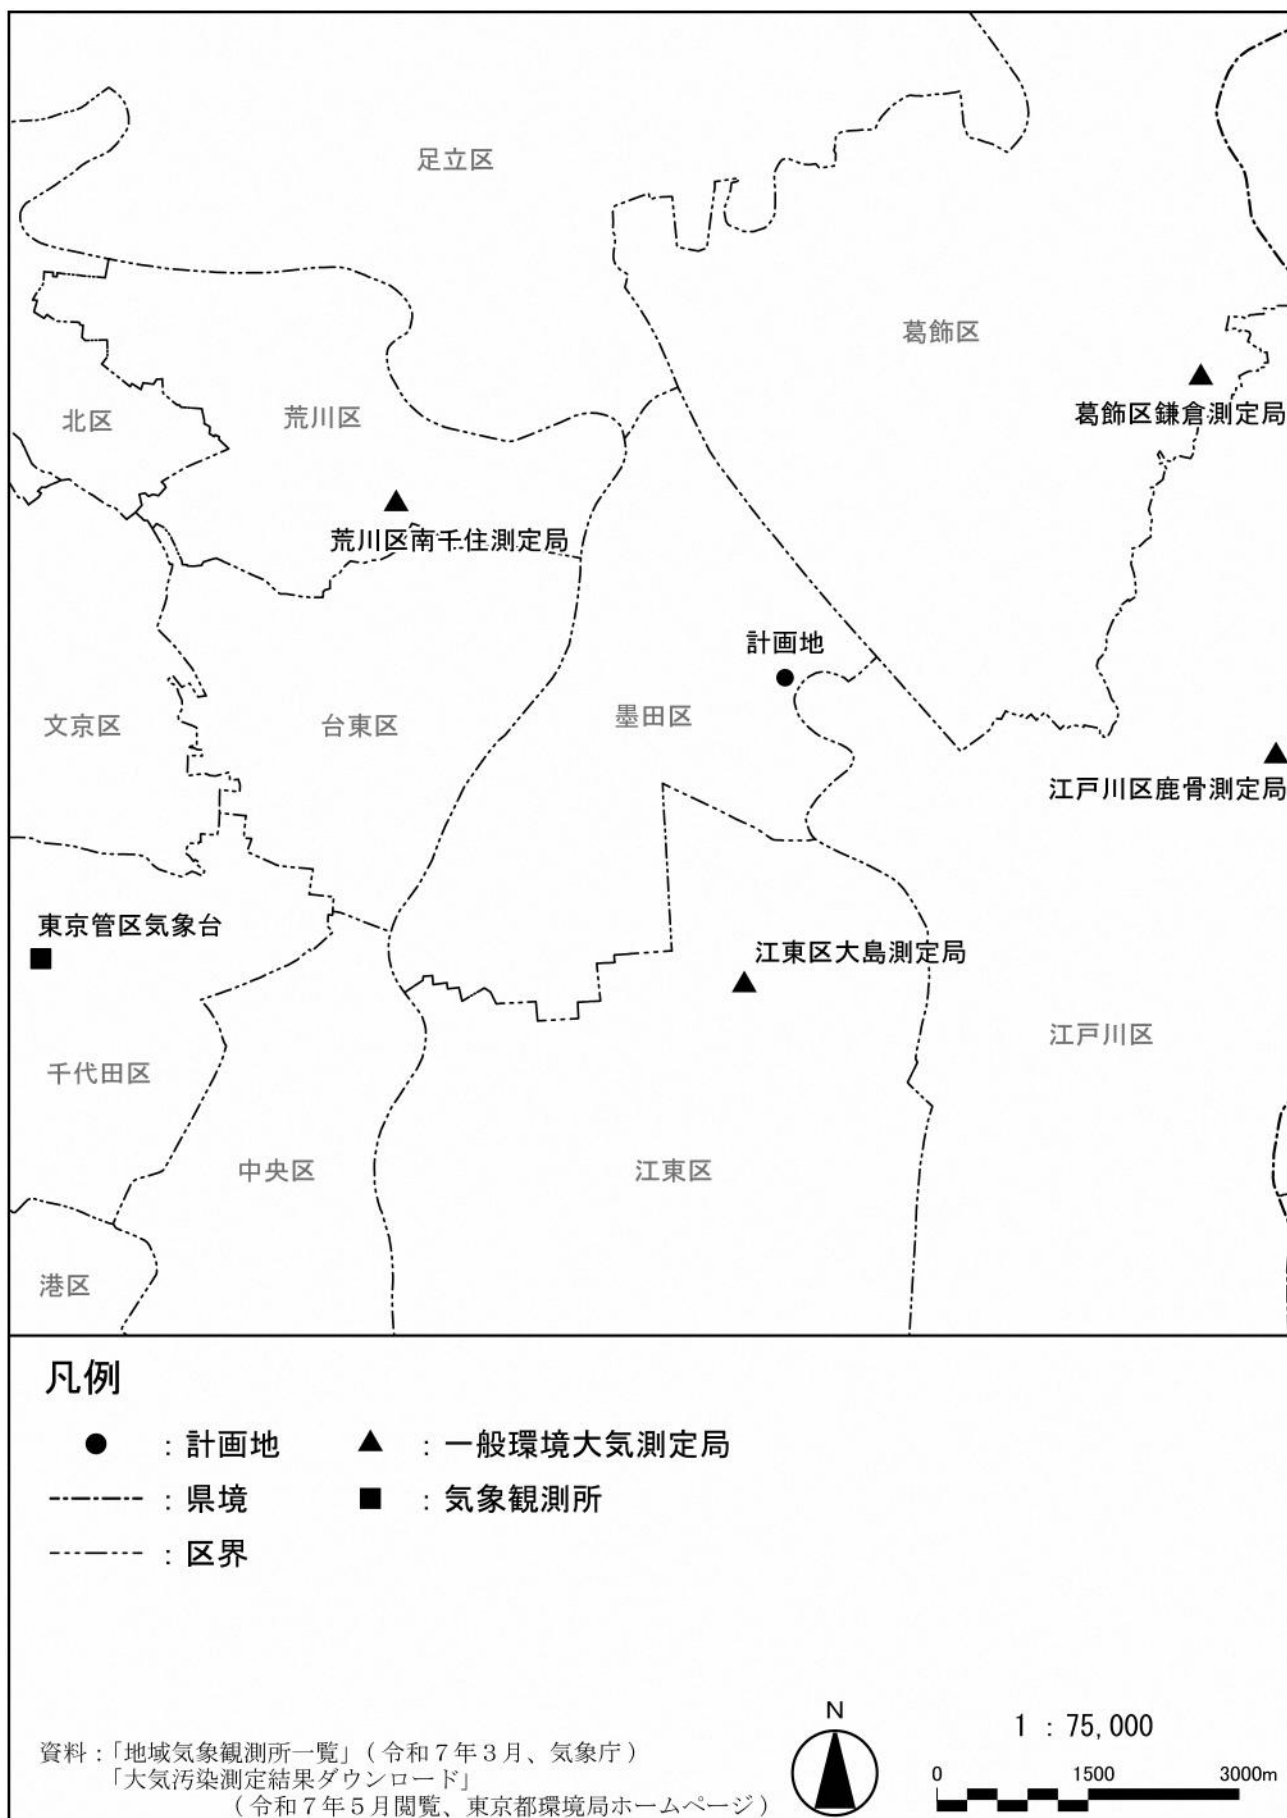 足立区
葛飾区
葛飾区鎌倉測定局
北区
荒川区
荒川区南千住測定局
計画地
文京区
台東区
墨田区
江戸川区鹿骨測定局
東京管区気象台
江東区大島測定局
江戸川区
千代田区
中央区
江東区
港区
凡例
：計画地
：一般環境大気測定局
：県境
：気象観測所
：区界
N
1 : 75,000
0 1500 3000m
資料：「地域気象観測所一覧」（令和７年３月、気象庁）
「大気汚染測定結果ダウンロード」
（令和７年５月閲覧、東京都環境局ホームページ）